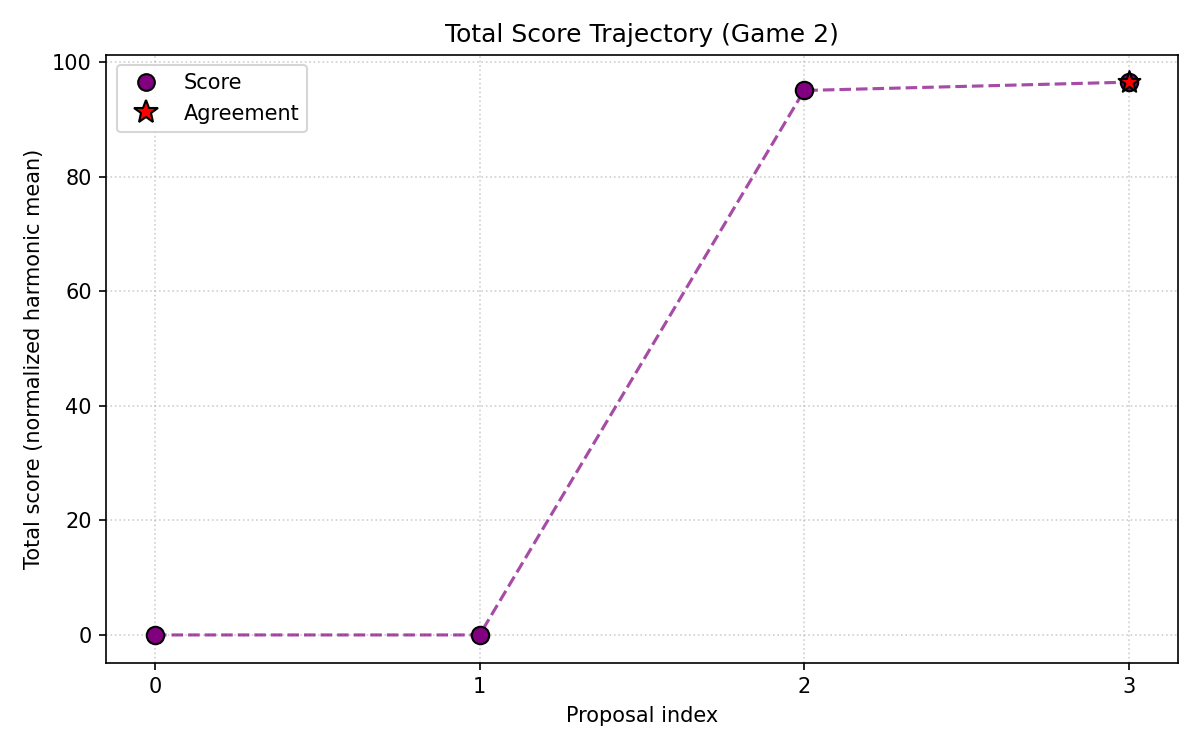 Total Score Trajectory (Game 2)
Total score (normalized harmonic mean)
100
80
60
40
20
0
Score
Agreement
0
1
2
3
Proposal index